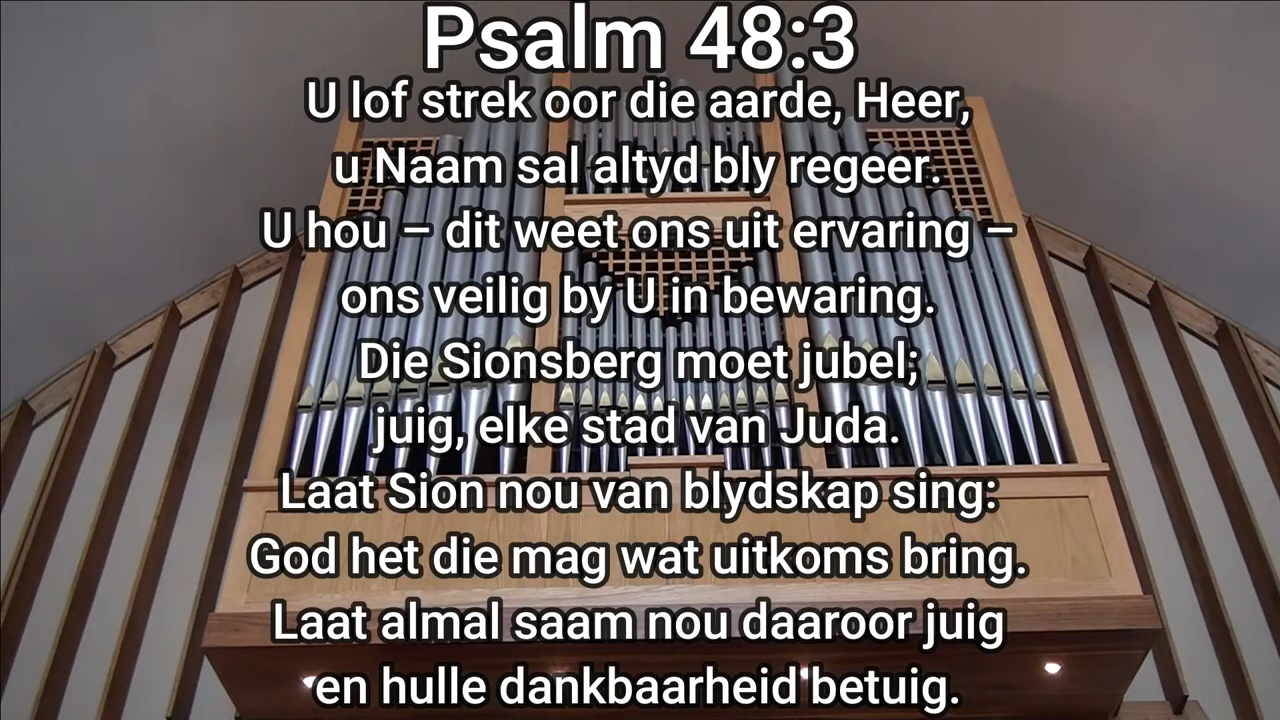 Psalm 48:3
U lof strek oor die aarde, Heer,
u Naam sal altyd bly regeer.
U hou – dit weet ons uit ervaring –
ons veilig by U in bewaring.
Die Sionsberg moet jubel;
juig, elke stad van Juda.
Laat Sion nou van blydskap sing:
God het die mag wat uitkoms bring.
Laat almal saam nou daaroor juig
en hulle dankbaarheid betuig.